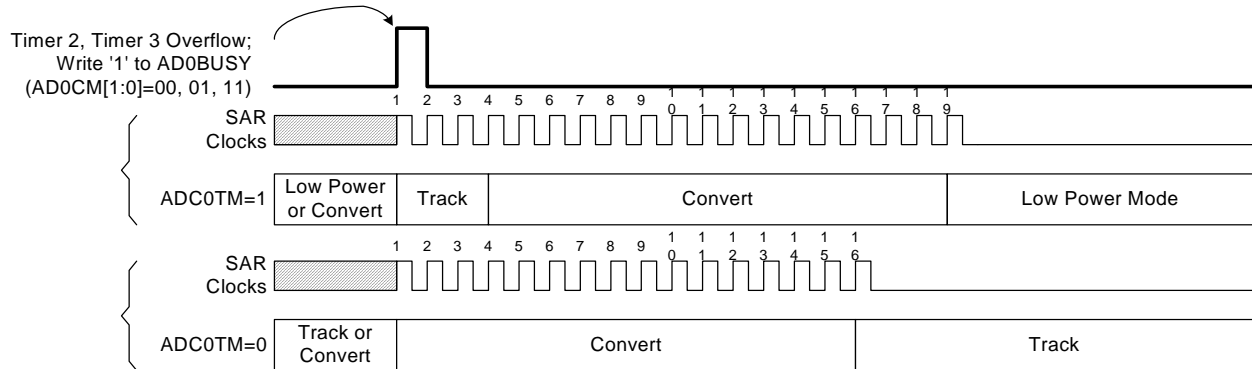 Timer 2, Timer 3 Overflow;
Write '1' to AD0BUSY
(AD0CM[1:0]=00, 01, 11)
1 2 3 4 5 6 7 8 9 10 11 12 13 14 15 16 17 18 19
SAR
Clocks
ADC0TM=1
Low Power
or Convert
Track
Convert
Low Power Mode
1 2 3 4 5 6 7 8 9 10 11 12 13 14 15 16
SAR
Clocks
ADC0TM=0
Track or
Convert
Convert
Track